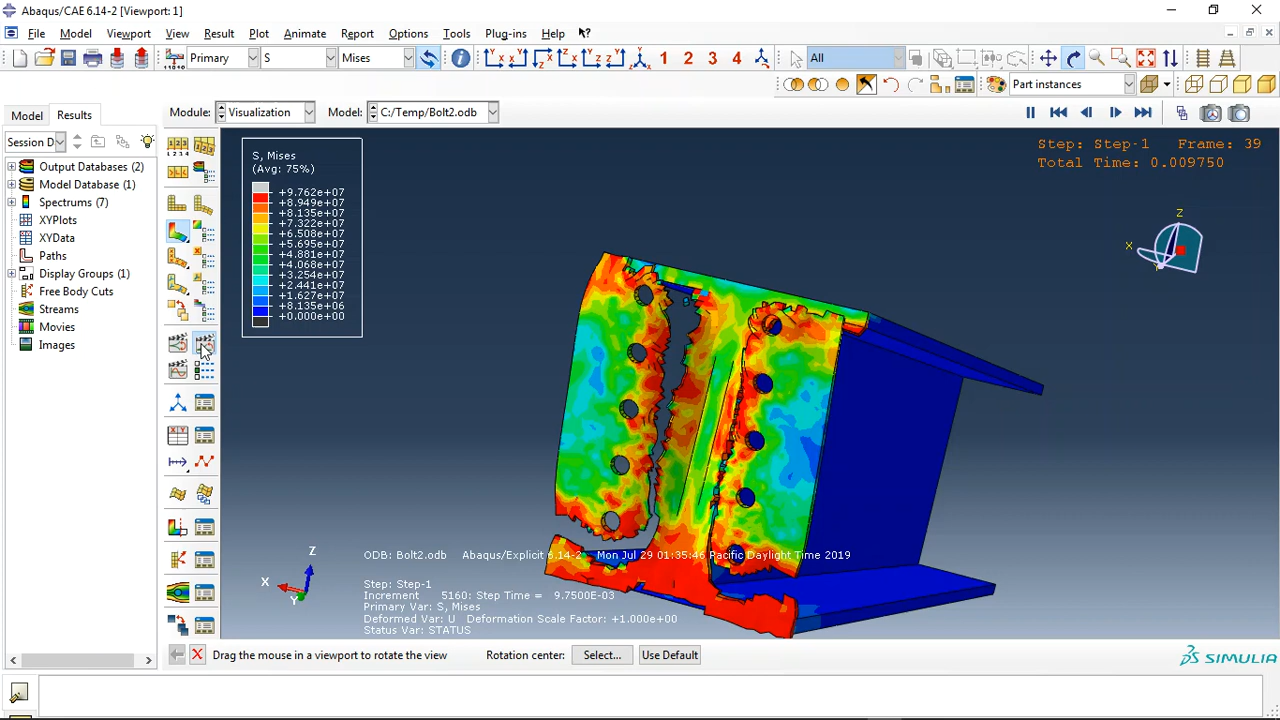 Abaqus/CAE 6.14-2 [Viewport: 1]
File Model Viewport View Result Plot Animate Report Options Tools Plug-ins Help
Primary S Mises 1 2 3 4 All
Part instances
Model Results Module: Visualization Model: C:/Temp/Bolt2.odb
Session D
Output Databases (2)
Model Database (1)
Spectrums (7)
XYPlots
XYData
Paths
Display Groups (1)
Free Body Cuts
Streams
Movies
Images
S, Mises
(Avg: 75%)
+9.762e+07
+8.949e+07
+8.135e+07
+7.322e+07
+6.508e+07
+5.695e+07
+4.881e+07
+4.068e+07
+3.254e+07
+2.441e+07
+1.627e+07
+8.135e+06
+0.000e+00
Step: Step-1 Frame: 39
Total Time: 0.009750
Z
X
Z
X
Y
ODB: Bolt2.odb Abaqus/Explicit 6.14-2 Mon Jul 29 01:35:46 Pacific Daylight Time 2019
Step: Step-1
Increment 5160: Step Time = 9.7500E-03
Primary Var: S, Mises
Deformed Var: U Deformation Scale Factor: +1.000e+00
Status Var: STATUS
Drag the mouse in a viewport to rotate the view Rotation center: Select... Use Default
SIMULIA